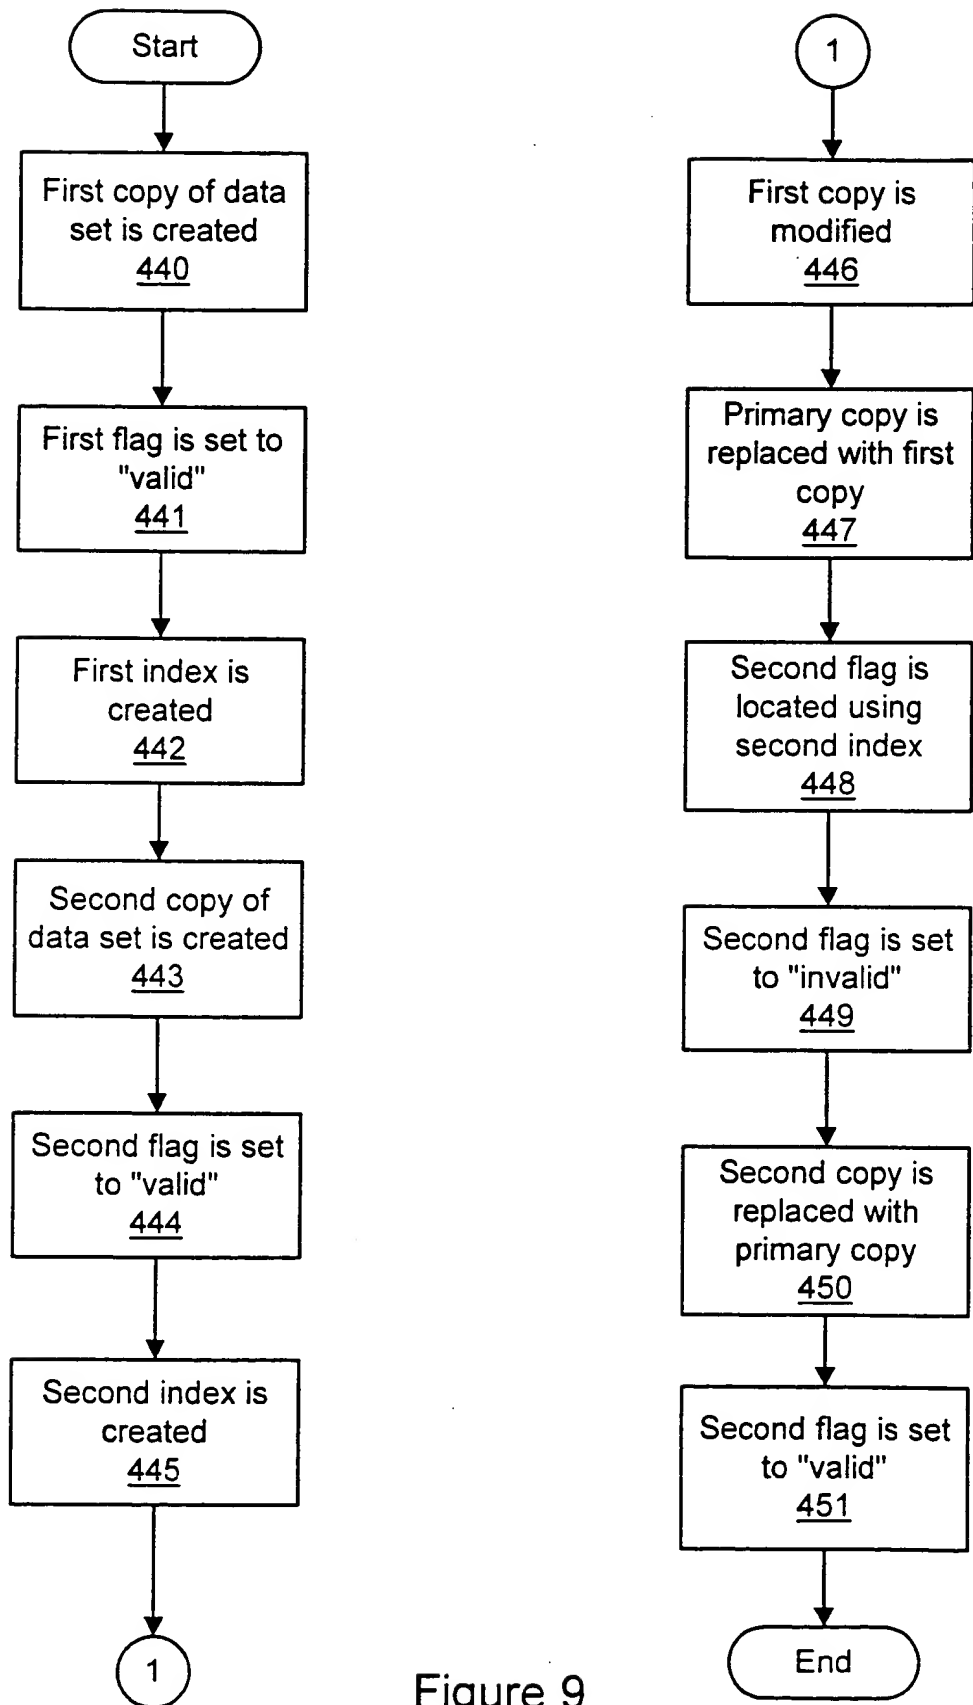 Start
First copy of data
set is created
440
First flag is set to
"valid"
441
First index is
created
442
Second copy of
data set is created
443
Second flag is set
to "valid"
444
Second index is
created
445
1
1
First copy is
modified
446
Primary copy is
replaced with first
copy
447
Second flag is
located using
second index
448
Second flag is set
to "invalid"
449
Second copy is
replaced with
primary copy
450
Second flag is set
to "valid"
451
End
Figure 9